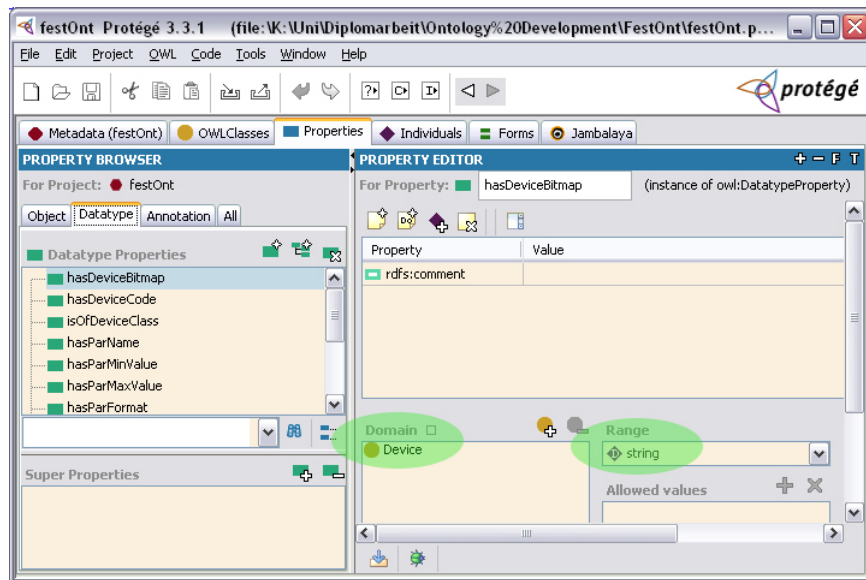 festOnt Protégé 3.3.1 (file:\K:\Uni\Diplomarbeit\Ontology%20Development\FestOnt\festOnt.p...
File Edit Project OWL Code Tools Window Help
protégé
Metadata (festOnt) OWLClasses Properties Individuals Forms Jambalaya
PROPERTY BROWSER
For Project: festOnt
Object Datatype Annotation All
Datatype Properties
hasDeviceBitmap
hasDeviceCode
isOfDeviceClass
hasParName
hasParMinValue
hasParMaxValue
hasParFormat
Super Properties
PROPERTY EDITOR
F T
For Property: hasDeviceBitmap (instance of owl:DatatypeProperty)
Property Value
rdfs:comment
Domain
Device
Range
string
Allowed values